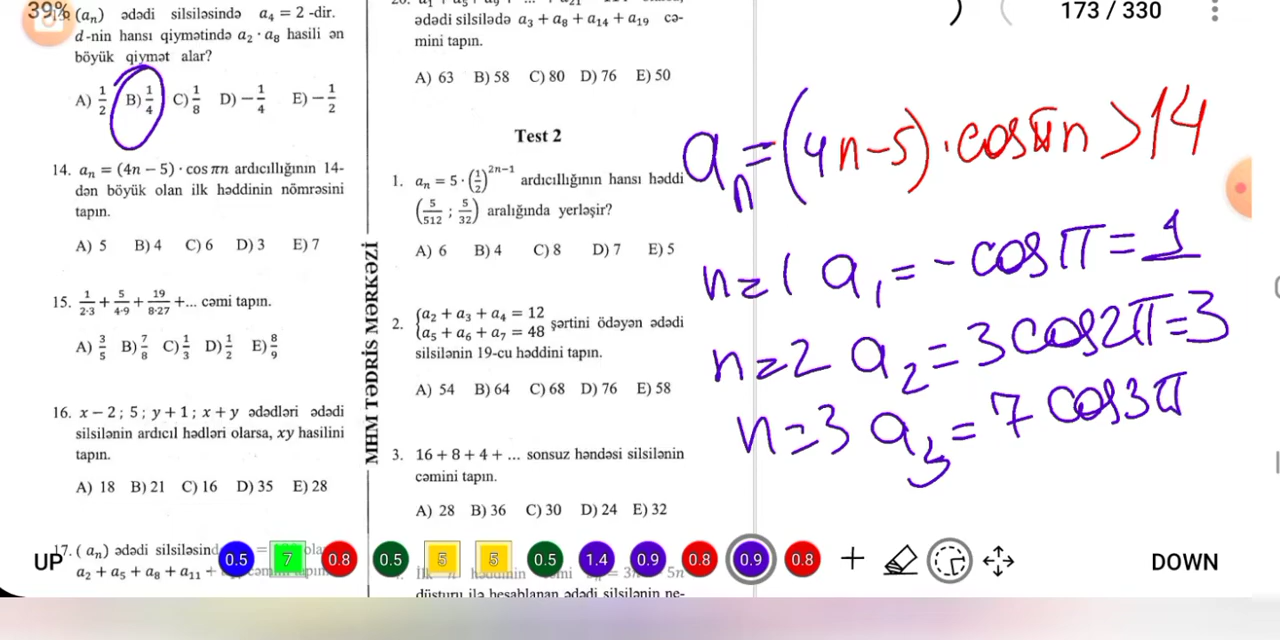 39%
(aₙ) ədədi silsiləsində a₄ = 2 -dir.
d-nin hansı qiymətində a₂ · a₈ hasili ən
böyük qiymət alar?
A) 1/2 B) 1/4 C) 1/8 D) −1/4 E) −1/2
14. aₙ = (4n − 5) · cos πn ardıcıllığının 14-
dən böyük olan ilk həddinin nömrəsini
tapın.
A) 5 B) 4 C) 6 D) 3 E) 7
15. 1/(2·3) + 5/(4·9) + 19/(8·27) +... cəmi tapın.
A) 3/5 B) 7/8 C) 1/3 D) 1/2 E) 8/9
16. x − 2 ; 5 ; y + 1 ; x + y ədədləri ədədi
silsilənin ardıcıl hədləri olarsa, xy hasilini
tapın.
A) 18 B) 21 C) 16 D) 35 E) 28
17. ( aₙ) ədədi silsiləsind
a₂ + a₅ + a₈ + a₁₁ +
MHM TƏDRİS MƏRKƏZİ
ədədi silsilədə a₃ + a₈ + a₁₄ + a₁₉ cə-
mini tapın.
A) 63 B) 58 C) 80 D) 76 E) 50
Test 2
1. aₙ = 5 · (1/2)²ⁿ⁻¹ ardıcıllığının hansı həddi
(5/512 ; 5/32) aralığında yerləşir?
A) 6 B) 4 C) 8 D) 7 E) 5
2. {a₂ + a₃ + a₄ = 12
{a₅ + a₆ + a₇ = 48 şərtini ödəyən ədədi
silsilənin 19-cu həddini tapın.
A) 54 B) 64 C) 68 D) 76 E) 58
3. 16 + 8 + 4 + ... sonsuz həndəsi silsilənin
cəmini tapın.
A) 28 B) 36 C) 30 D) 24 E) 32
düsturu ilə hesablanan ədədi silsilənin ne-
173 / 330
aₙ = (4n−5)·cosπn > 14
n=1 a₁ = − cosπ = 1
n=2 a₂ = 3 cos2π = 3
n=3 a₃ = 7 cos3π
UP 0.5 7 0.8 0.5 5 5 0.5 1.4 0.9 0.8 0.9 0.8 + DOWN